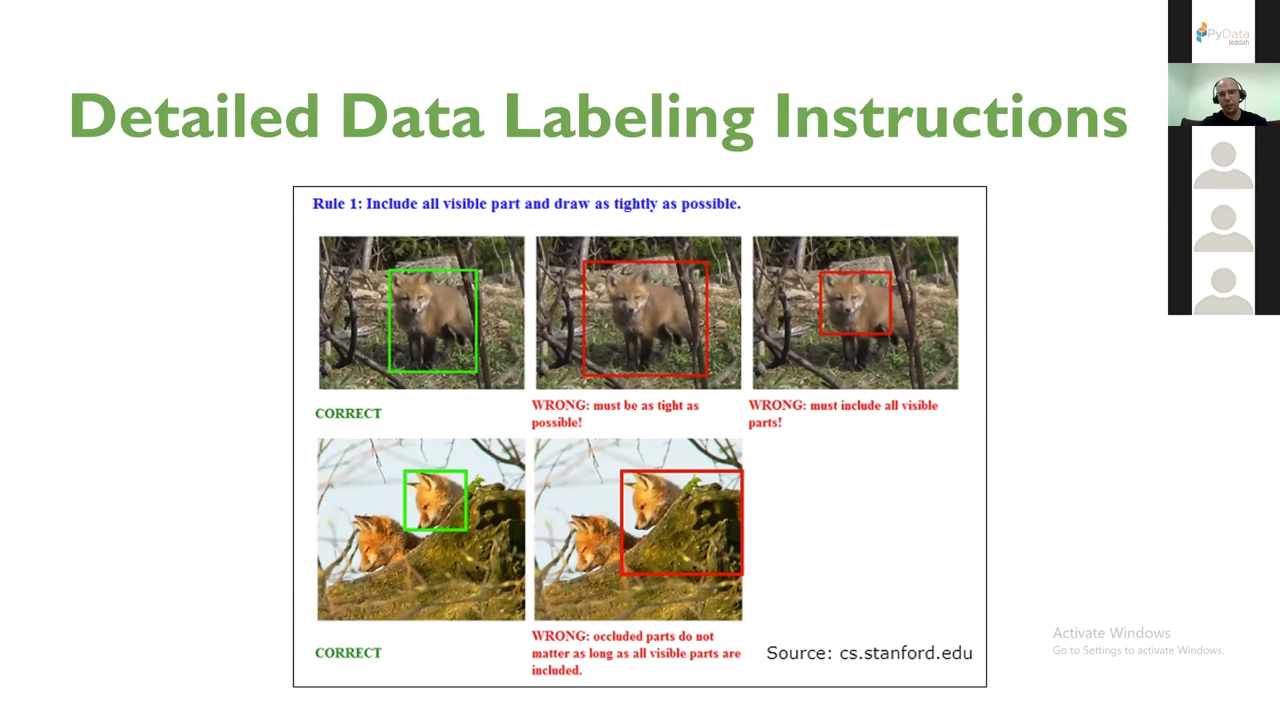 PyData
Jeddah
Detailed Data Labeling Instructions
Rule 1: Include all visible part and draw as tightly as possible.
CORRECT
WRONG: must be as tight as
possible!
WRONG: must include all visible
parts!
CORRECT
WRONG: occluded parts do not
matter as long as all visible parts are
included.
Source: cs.stanford.edu
Activate Windows
Go to Settings to activate Windows.